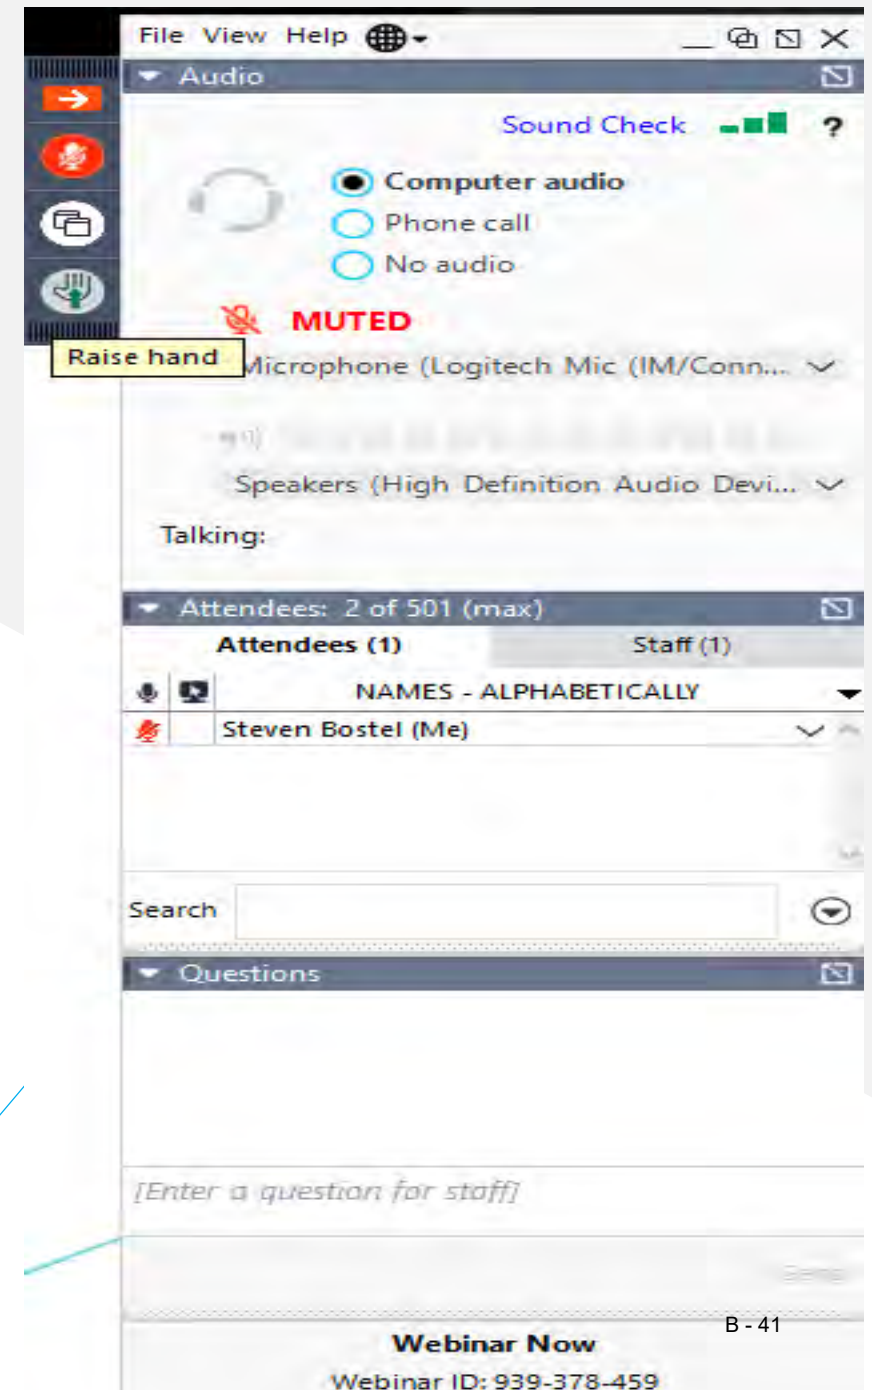 File View Help
Audio
Sound Check ?
Computer audio
Phone call
No audio
MUTED
Raise hand
Microphone (Logitech Mic (IM/Conn...
Speakers (High Definition Audio Devi...
Talking:
Attendees: 2 of 501 (max)
Attendees (1) Staff (1)
NAMES - ALPHABETICALLY
Steven Bostel (Me)
Search
Questions
[Enter a question for staff]
Send
B - 41
Webinar Now
Webinar ID: 939-378-459